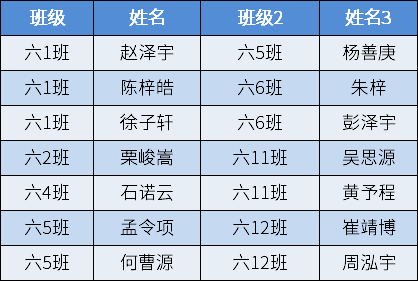 班级 姓名 班级2 姓名3
六1班 赵泽宇 六5班 杨善庚
六1班 陈梓皓 六6班 朱梓
六1班 徐子轩 六6班 彭泽宇
六2班 栗峻嵩 六11班 吴思源
六4班 石诺云 六11班 黄予程
六5班 孟令项 六12班 崔靖博
六5班 何曹源 六12班 周泓宇